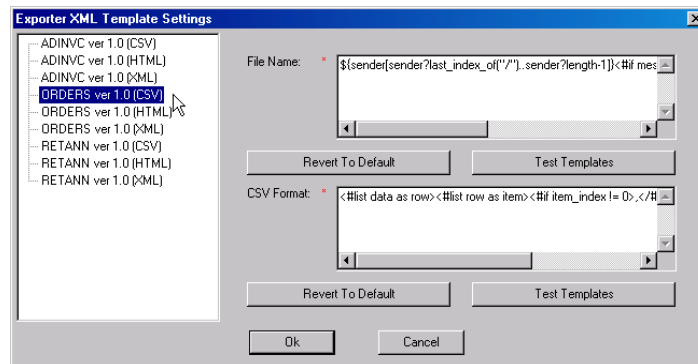 Exporter XML Template Settings
ADINVC ver 1.0 (CSV)
ADINVC ver 1.0 (HTML)
ADINVC ver 1.0 (XML)
ORDERS ver 1.0 (CSV)
ORDERS ver 1.0 (HTML)
ORDERS ver 1.0 (XML)
RETANN ver 1.0 (CSV)
RETANN ver 1.0 (HTML)
RETANN ver 1.0 (XML)
File Name: * ${sender[sender?last_index_of("/")..sender?length-1]}<#if mes
Revert To Default Test Templates
CSV Format: * <#list data as row><#list row as item><#if item_index != 0>,</#
Revert To Default Test Templates
Ok Cancel